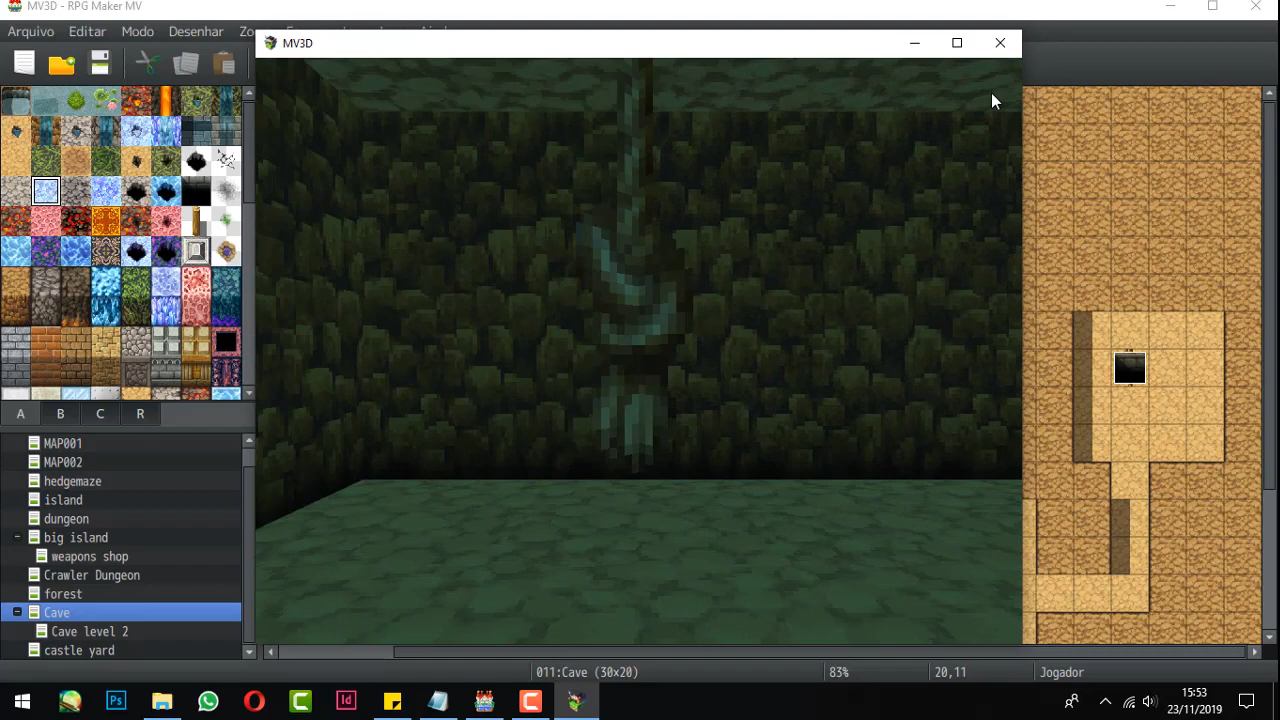 MV3D - RPG Maker MV
Arquivo Editar Modo Desenhar
MV3D
A B C R
MAP001
MAP002
hedgemaze
island
dungeon
big island
weapons shop
Crawler Dungeon
forest
Cave
Cave level 2
castle yard
011:Cave (30x20) 83% 20,11 Jogador
Ps Id
15:53
23/11/2019